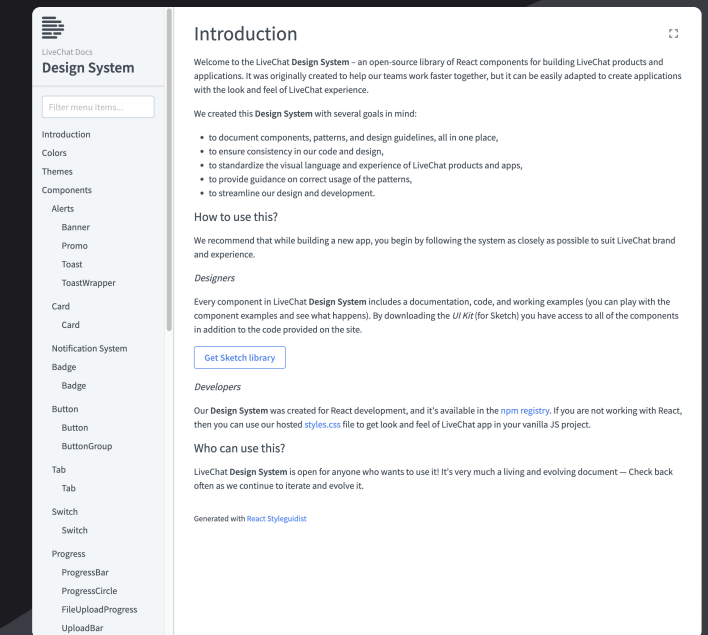 LiveChat Docs
Design System
Filter menu items...
Introduction
Colors
Themes
Components
Alerts
Banner
Promo
Toast
ToastWrapper
Card
Card
Notification System
Badge
Badge
Button
Button
ButtonGroup
Tab
Tab
Switch
Switch
Progress
ProgressBar
ProgressCircle
FileUploadProgress
UploadBar
Introduction
Welcome to the LiveChat Design System – an open-source library of React components for building LiveChat products and
applications. It was originally created to help our teams work faster together, but it can be easily adapted to create applications
with the look and feel of LiveChat experience.
We created this Design System with several goals in mind:
• to document components, patterns, and design guidelines, all in one place,
• to ensure consistency in our code and design,
• to standardize the visual language and experience of LiveChat products and apps,
• to provide guidance on correct usage of the patterns,
• to streamline our design and development.
How to use this?
We recommend that while building a new app, you begin by following the system as closely as possible to suit LiveChat brand
and experience.
Designers
Every component in LiveChat Design System includes a documentation, code, and working examples (you can play with the
component examples and see what happens). By downloading the UI Kit (for Sketch) you have access to all of the components
in addition to the code provided on the site.
Get Sketch library
Developers
Our Design System was created for React development, and it's available in the npm registry. If you are not working with React,
then you can use our hosted styles.css file to get look and feel of LiveChat app in your vanilla JS project.
Who can use this?
LiveChat Design System is open for anyone who wants to use it! It's very much a living and evolving document — Check back
often as we continue to iterate and evolve it.
Generated with React Styleguidist